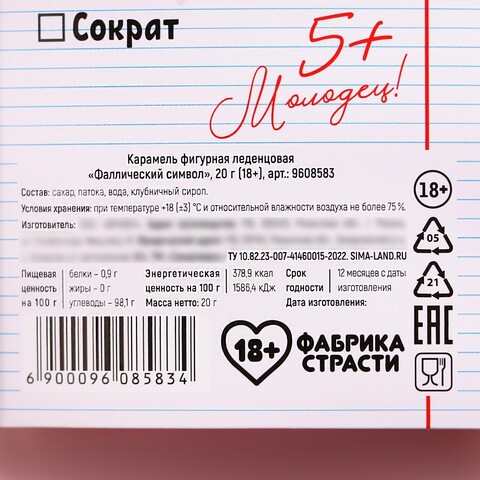 Сократ
5+
Молодец!
Карамель фигурная леденцовая
«Фаллический символ», 20 г (18+), арт.: 9608583
Состав: сахар, патока, вода, клубничный сироп.
Условия хранения: при температуре +18 (±3) °С и относительной влажности воздуха не более 75 %.
Изготовитель:
ТУ 10.82.23-007-41460015-2022. SIMA-LAND.RU
Пищевая ценность на 100 г
белки – 0,9 г
жиры – 0 г
углеводы – 98,1 г
Энергетическая ценность на 100 г
378,9 ккал
1586,4 кДж
Масса нетто: 20 г
Срок годности
12 месяцев с даты изготовления
Дата изготовления:
18+
05
21
EAC
6 900096 085834
18+
ФАБРИКА
СТРАСТИ